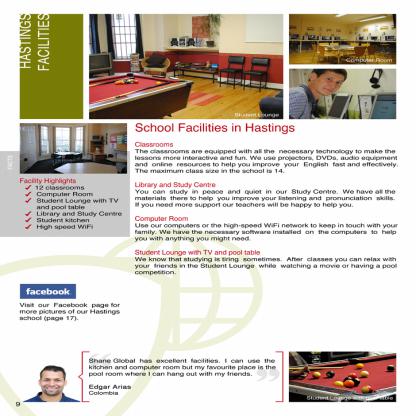 HASTINGS
FACILITIES
Computer Room
Student Lounge
FACTS
School Facilities in Hastings
Classrooms
The classrooms are equipped with all the necessary technology to make the
lessons more interactive and fun. We use projectors, DVDs, audio equipment
and online resources to help you improve your English fast and effectively.
The maximum class size in the school is 14.
Library and Study Centre
You can study in peace and quiet in our Study Centre. We have all the
materials there to help you improve your listening and pronunciation skills.
If you need more support our teachers will be happy to help you.
Computer Room
Use our computers or the high-speed WiFi network to keep in touch with your
family. We have the necessary software installed on the computers to help
you with anything you might need.
Student Lounge with TV and pool table
We know that studying is tiring sometimes. After classes you can relax with
your friends in the Student Lounge while watching a movie or having a pool
competition.
Facility Highlights
12 classrooms
Computer Room
Student Lounge with TV
and pool table
Library and Study Centre
Student kitchen
High speed WiFi
facebook
Visit our Facebook page for
more pictures of our Hastings
school (page 17).
Shane Global has excellent facilities. I can use the
kitchen and computer room but my favourite place is the
pool room where I can hang out with my friends.
Edgar Arias
Colombia
Student Lounge with pool table
9